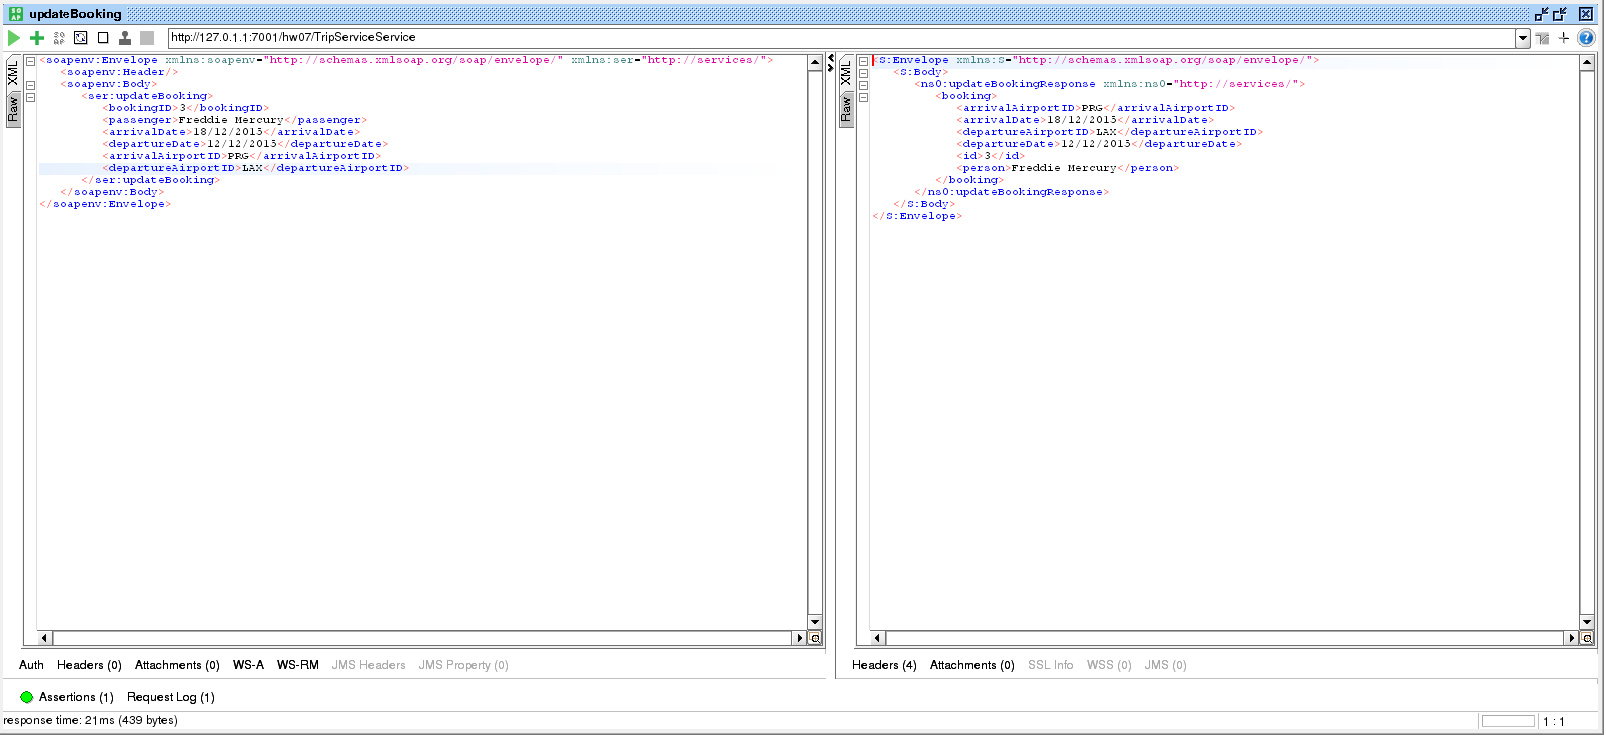 updateBooking
http://127.0.1.1:7001/hw07/TripServiceService
XML
Raw
<soapenv:Envelope xmlns:soapenv="http://schemas.xmlsoap.org/soap/envelope/" xmlns:ser="http://services/">
<soapenv:Header/>
<soapenv:Body>
<ser:updateBooking>
<bookingID>3</bookingID>
<passenger>Freddie Mercury</passenger>
<arrivalDate>18/12/2015</arrivalDate>
<departureDate>12/12/2015</departureDate>
<arrivalAirportID>PRG</arrivalAirportID>
<departureAirportID>LAX</departureAirportID>
</ser:updateBooking>
</soapenv:Body>
</soapenv:Envelope>
XML
Raw
<S:Envelope xmlns:S="http://schemas.xmlsoap.org/soap/envelope/">
<S:Body>
<ns0:updateBookingResponse xmlns:ns0="http://services/">
<booking>
<arrivalAirportID>PRG</arrivalAirportID>
<arrivalDate>18/12/2015</arrivalDate>
<departureAirportID>LAX</departureAirportID>
<departureDate>12/12/2015</departureDate>
<id>3</id>
<person>Freddie Mercury</person>
</booking>
</ns0:updateBookingResponse>
</S:Body>
</S:Envelope>
Auth Headers (0) Attachments (0) WS-A WS-RM JMS Headers JMS Property (0)
Headers (4) Attachments (0) SSL Info WSS (0) JMS (0)
Assertions (1) Request Log (1)
response time: 21ms (439 bytes)
1 : 1